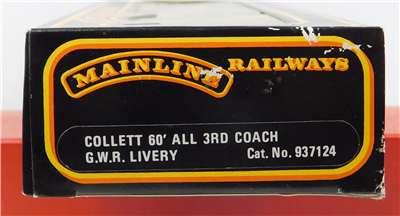 MAINLINE RAILWAYS
COLLETT 60' ALL 3RD COACH
G.W.R. LIVERY Cat. No. 937124